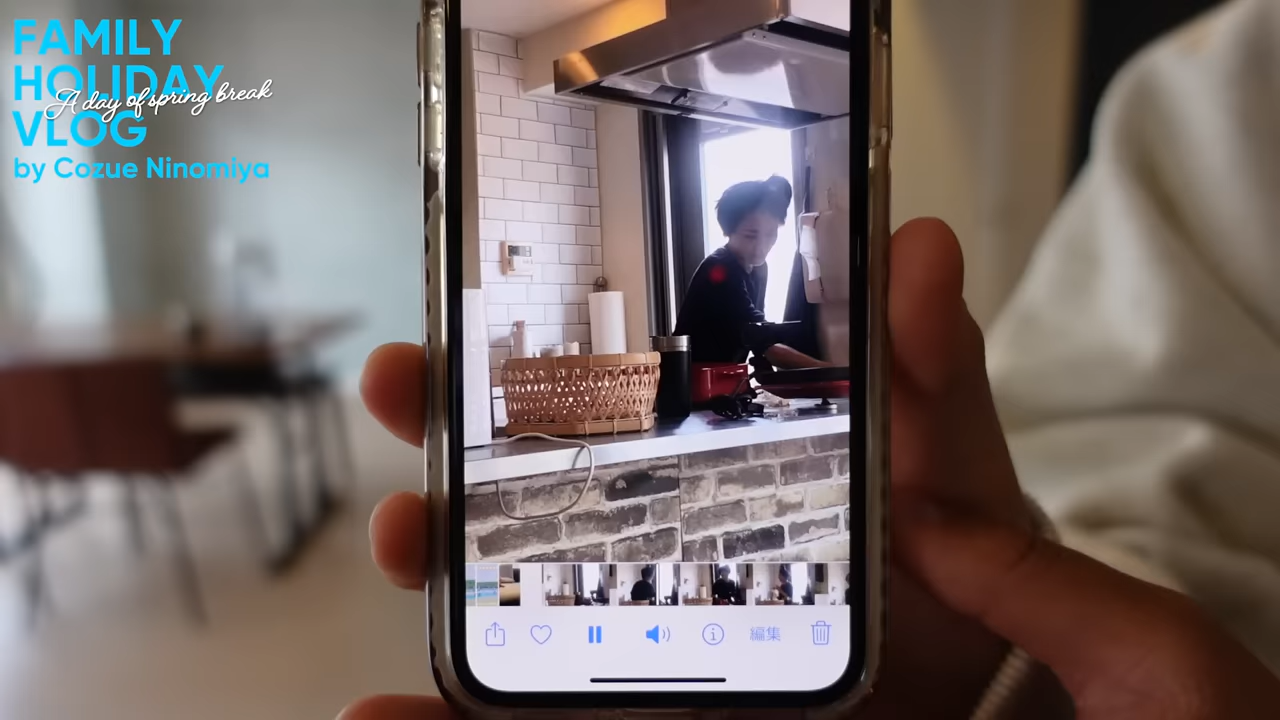 FAMILY
HOLIDAY
A day of spring break
VLOG
by Cozue Ninomiya
編集